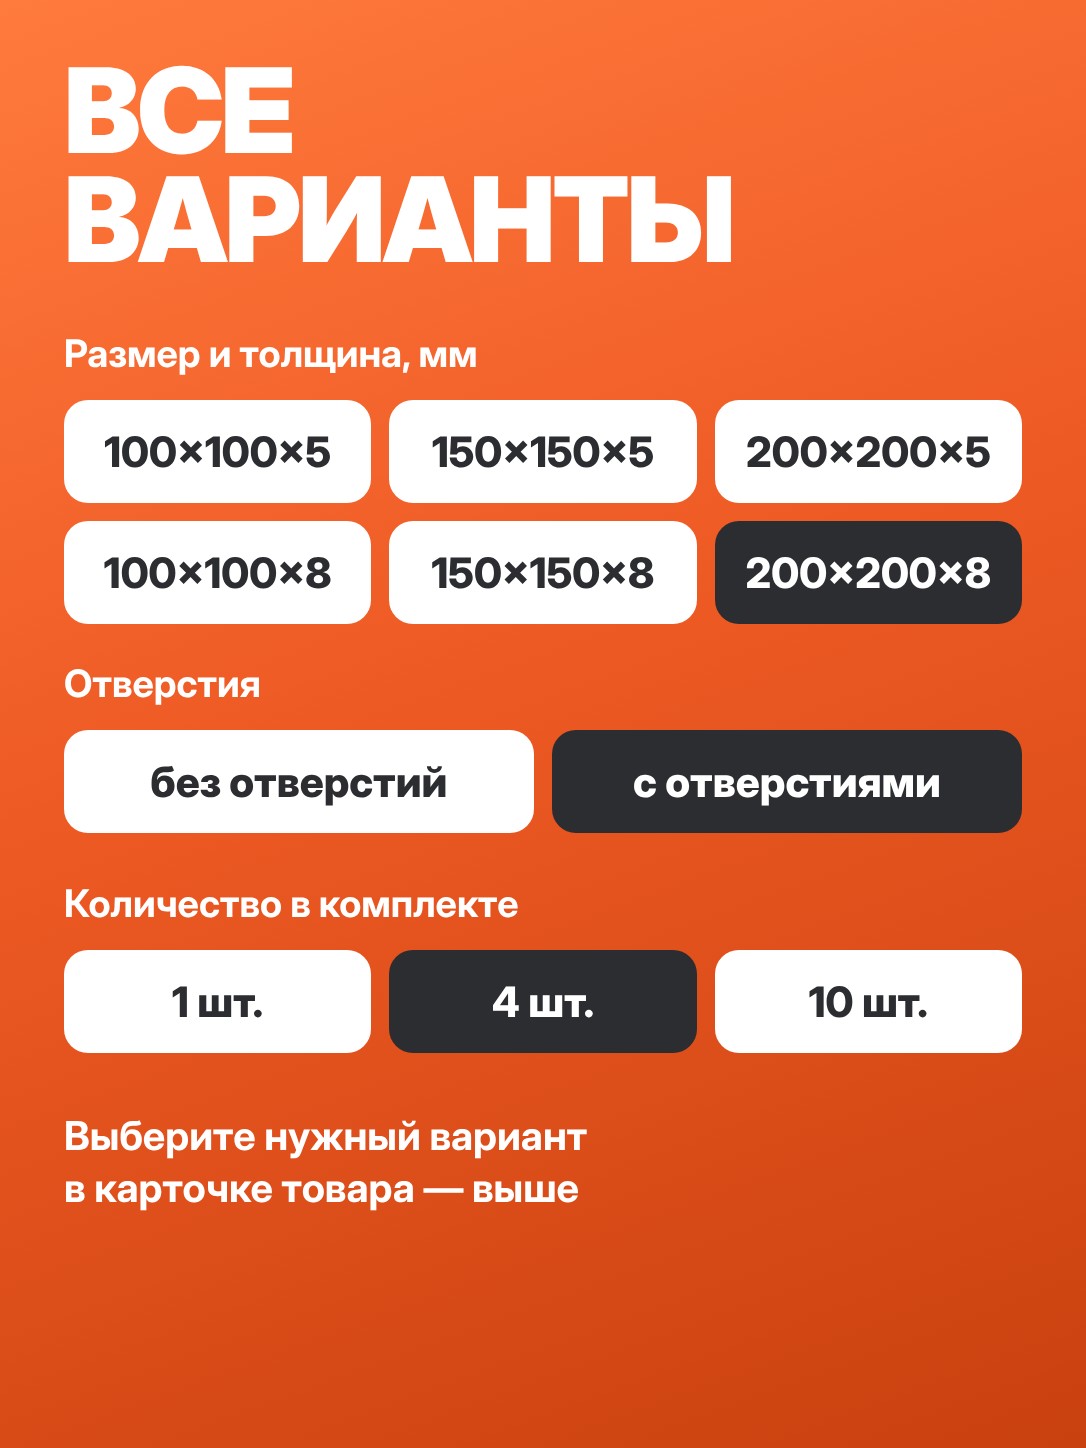 ВСЕ
ВАРИАНТЫ
Размер и толщина, мм
100×100×5 150×150×5 200×200×5
100×100×8 150×150×8 200×200×8
Отверстия
без отверстий с отверстиями
Количество в комплекте
1 шт. 4 шт. 10 шт.
Выберите нужный вариант
в карточке товара — выше